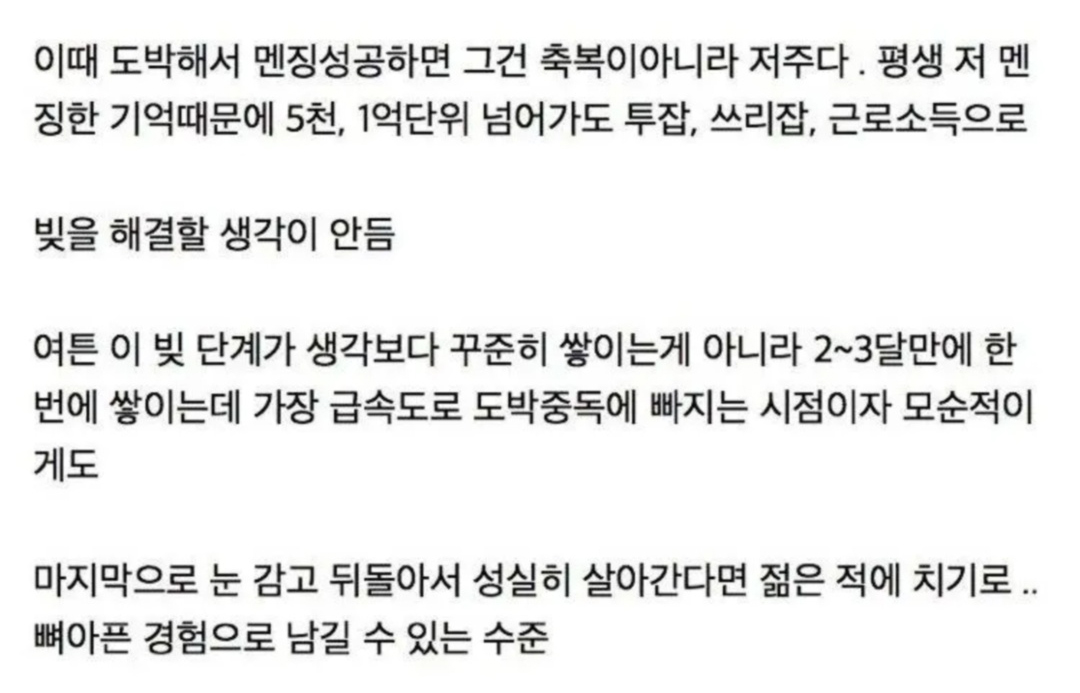 이때 도박해서 멘징성공하면 그건 축복이아니라 저주다 . 평생 저 멘
징한 기억때문에 5천, 1억단위 넘어가도 투잡, 쓰리잡, 근로소득으로
빚을 해결할 생각이 안듬
여튼 이 빚 단계가 생각보다 꾸준히 쌓이는게 아니라 2~3달만에 한
번에 쌓이는데 가장 급속도로 도박중독에 빠지는 시점이자 모순적이
게도
마지막으로 눈 감고 뒤돌아서 성실히 살아간다면 젊은 적에 치기로 ..
뼈아픈 경험으로 남길 수 있는 수준